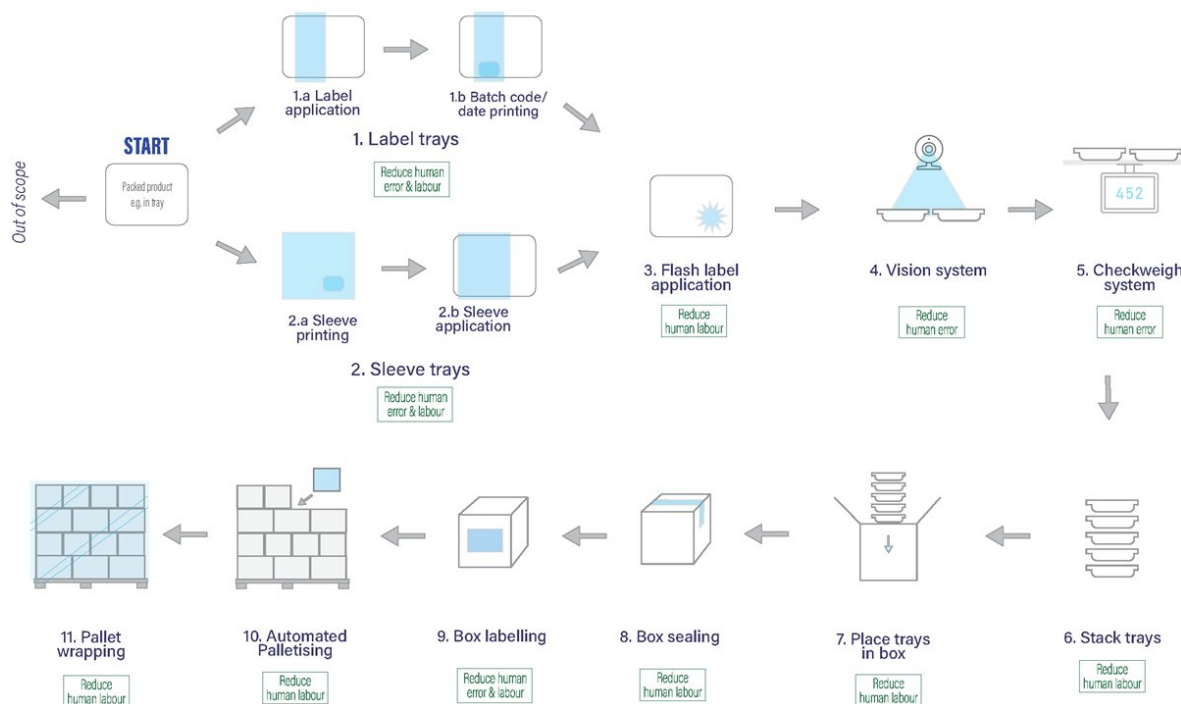 1.a Label
application
1.b Batch code/
date printing
1. Label trays
Reduce human
error & labour
START
Packed product
e.g. in tray
Out of scope
2.a Sleeve
printing
2.b Sleeve
application
2. Sleeve trays
Reduce human
error & labour
3. Flash label
application
Reduce
human labour
4. Vision system
Reduce
human error
452
5. Checkweigh
system
Reduce
human error
6. Stack trays
Reduce
human labour
7. Place trays
in box
Reduce
human labour
8. Box sealing
Reduce
human labour
9. Box labelling
Reduce human
error & labour
10. Automated
Palletising
Reduce
human labour
11. Pallet
wrapping
Reduce
human labour